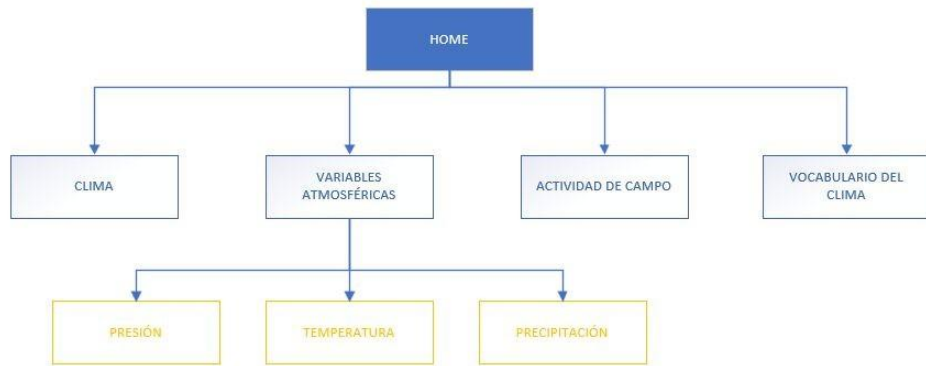 HOME
CLIMA
VARIABLES
ATMOSFÉRICAS
ACTIVIDAD DE CAMPO
VOCABULARIO DEL
CLIMA
PRESIÓN
TEMPERATURA
PRECIPITACIÓN